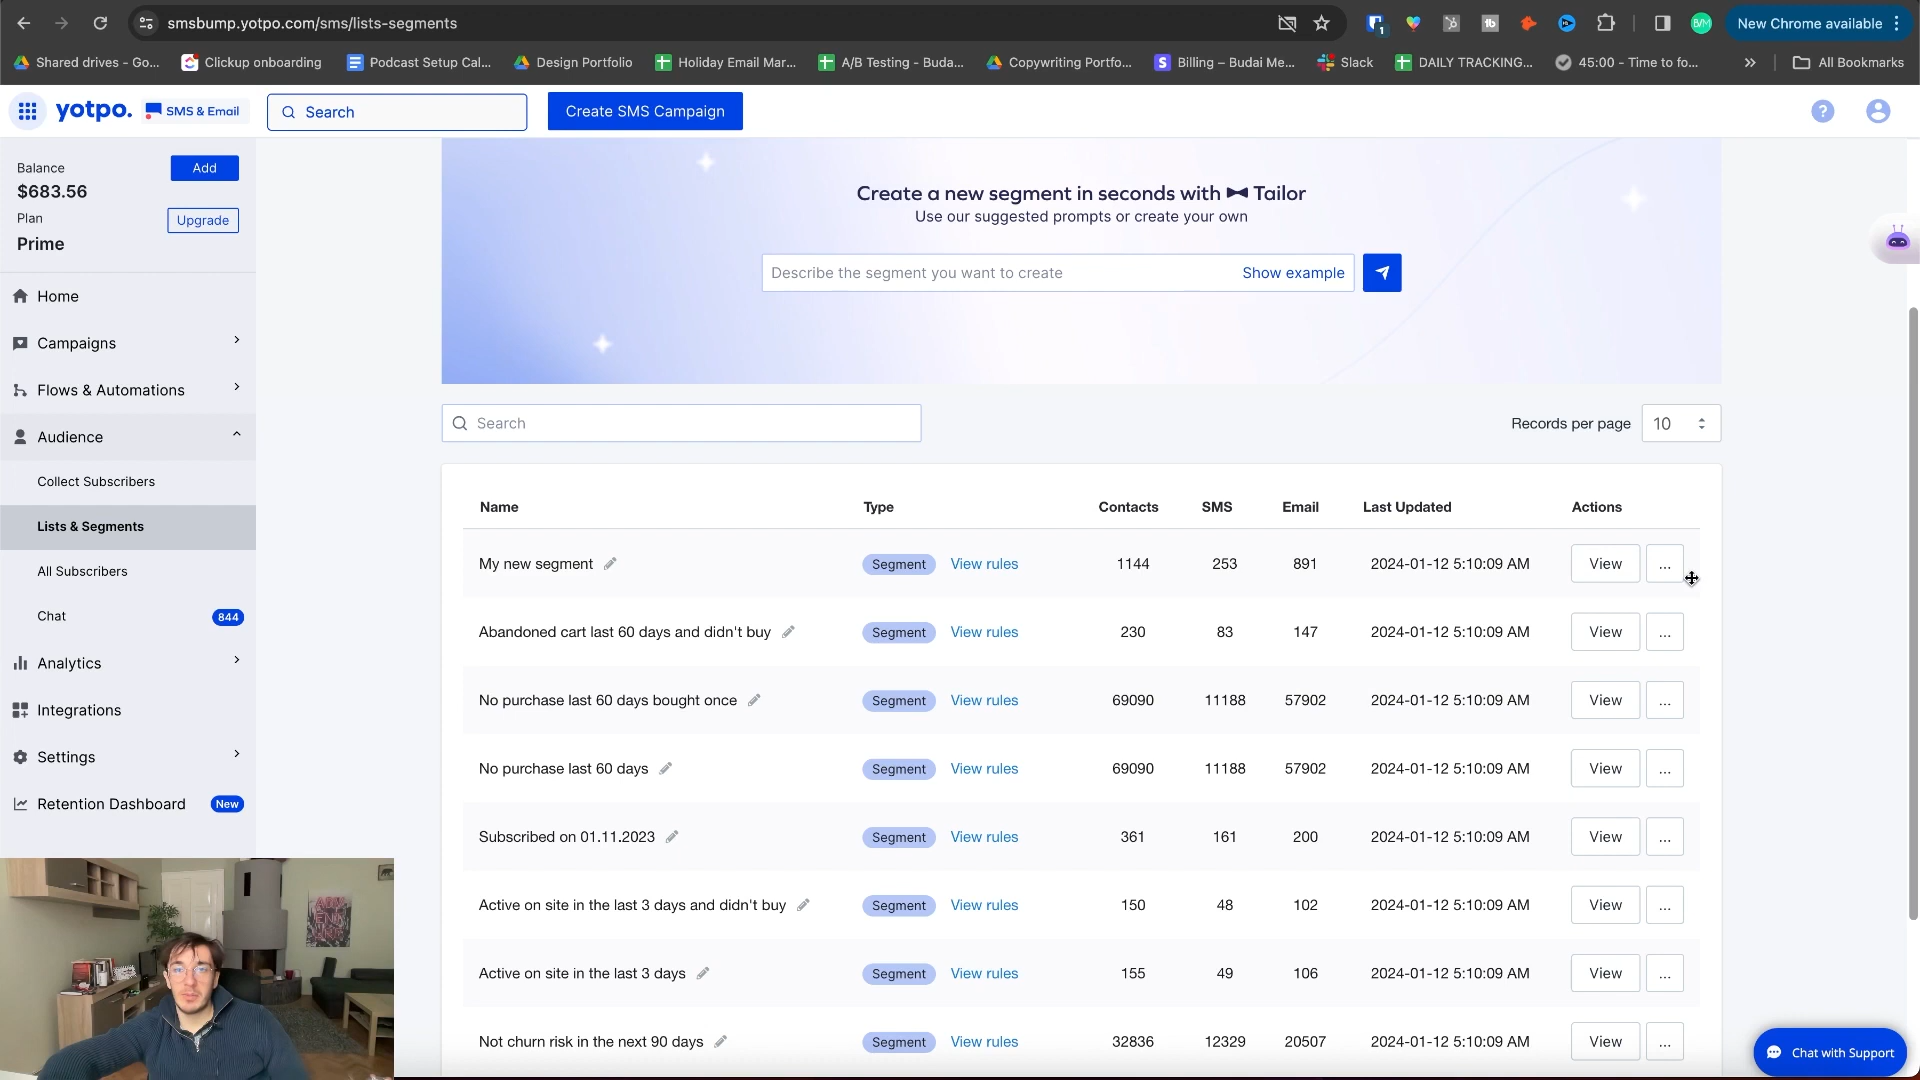 smsbump.yotpo.com/sms/lists-segments
1
New Chrome available
Shared drives - Go...
Clickup onboarding
Podcast Setup Cal...
Design Portfolio
Holiday Email Mar...
A/B Testing - Buda...
Copywriting Portfo...
Billing – Budai Me...
Slack
DAILY TRACKING...
45:00 - Time to fo...
All Bookmarks
yotpo.
SMS & Email
Search
Create SMS Campaign
?
Balance
Add
$683.56
Plan
Upgrade
Prime
Home
Campaigns
Flows & Automations
Audience
Collect Subscribers
Lists & Segments
All Subscribers
Chat 844
Analytics
Integrations
Settings
Retention Dashboard New
Create a new segment in seconds with Tailor
Use our suggested prompts or create your own
Describe the segment you want to create Show example
Search
Records per page 10
Name Type Contacts SMS Email Last Updated Actions
My new segment Segment View rules 1144 253 891 2024-01-12 5:10:09 AM View ...
Abandoned cart last 60 days and didn't buy Segment View rules 230 83 147 2024-01-12 5:10:09 AM View ...
No purchase last 60 days bought once Segment View rules 69090 11188 57902 2024-01-12 5:10:09 AM View ...
No purchase last 60 days Segment View rules 69090 11188 57902 2024-01-12 5:10:09 AM View ...
Subscribed on 01.11.2023 Segment View rules 361 161 200 2024-01-12 5:10:09 AM View ...
Active on site in the last 3 days and didn't buy Segment View rules 150 48 102 2024-01-12 5:10:09 AM View ...
Active on site in the last 3 days Segment View rules 155 49 106 2024-01-12 5:10:09 AM View ...
Not churn risk in the next 90 days Segment View rules 32836 12329 20507 2024-01-12 5:10:09 AM View ...
Chat with Support